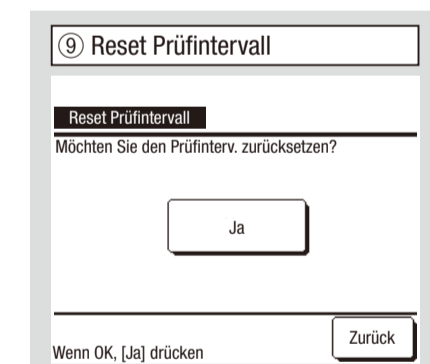 ⑨ Reset Prüfintervall
Reset Prüfintervall
Möchten Sie den Prüfinterv. zurücksetzen?
Ja
Zurück
Wenn OK, [Ja] drücken